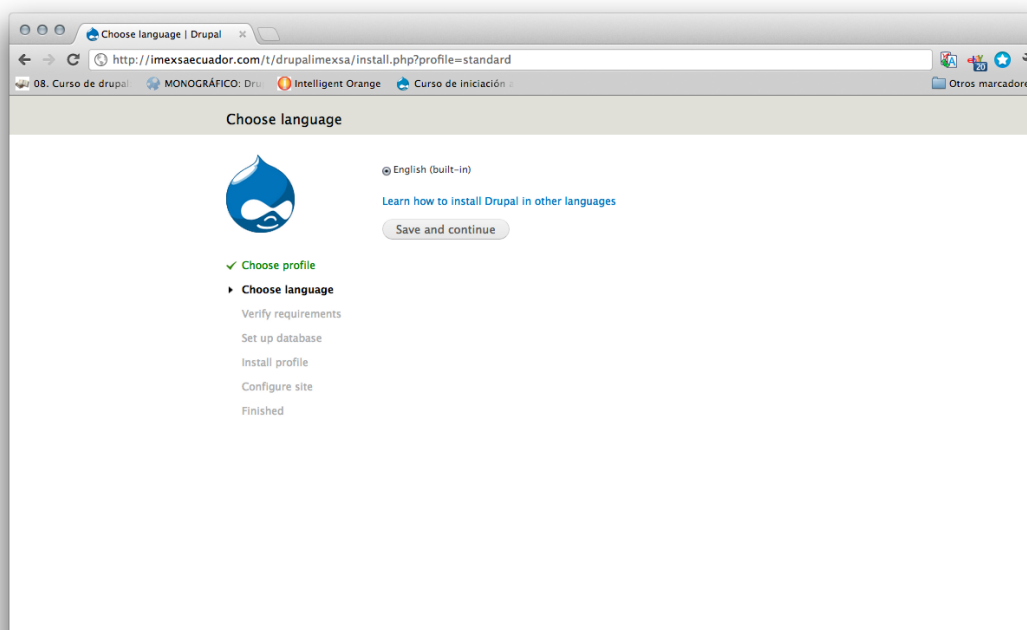 Choose language | Drupal
http://imexsaecuador.com/t/drupalimexsa/install.php?profile=standard
20
08. Curso de drupal MONOGRÁFICO: Dru Intelligent Orange Curso de iniciación Otros marcadore
Choose language
English (built-in)
Learn how to install Drupal in other languages
Save and continue
Choose profile
Choose language
Verify requirements
Set up database
Install profile
Configure site
Finished